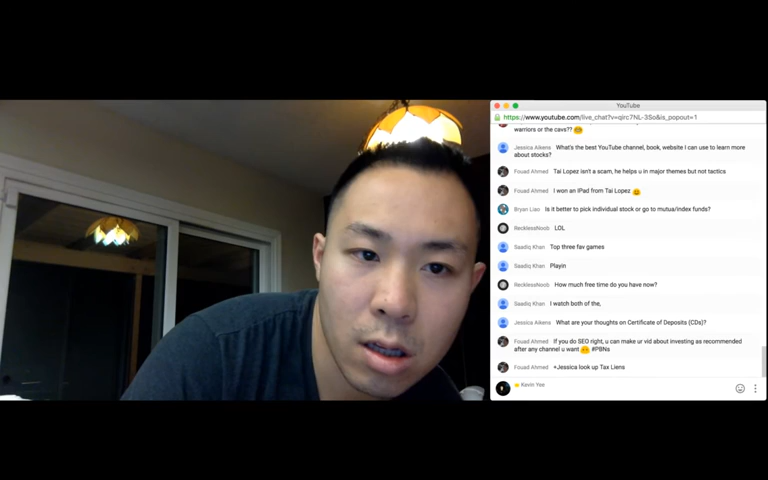 YouTube
https://www.youtube.com/live_chat?v=qirc7NL-3So&is_popout=1
warriors or the cavs??
Jessica Aikens What's the best YouTube channel, book, website I can use to learn more
about stocks?
Fouad Ahmed Tai Lopez isn't a scam, he helps u in major themes but not tactics
Fouad Ahmed I won an IPad from Tai Lopez
Bryan Liao Is it better to pick individual stock or go to mutua/index funds?
RecklessNoob LOL
Saadiq Khan Top three fav games
Saadiq Khan Playin
RecklessNoob How much free time do you have now?
Saadiq Khan I watch both of the,
Jessica Aikens What are your thoughts on Certificate of Deposits (CDs)?
Fouad Ahmed If you do SEO right, u can make ur vid about investing as recommended
after any channel u want #PBNs
Fouad Ahmed +Jessica look up Tax Liens
Kevin Yee